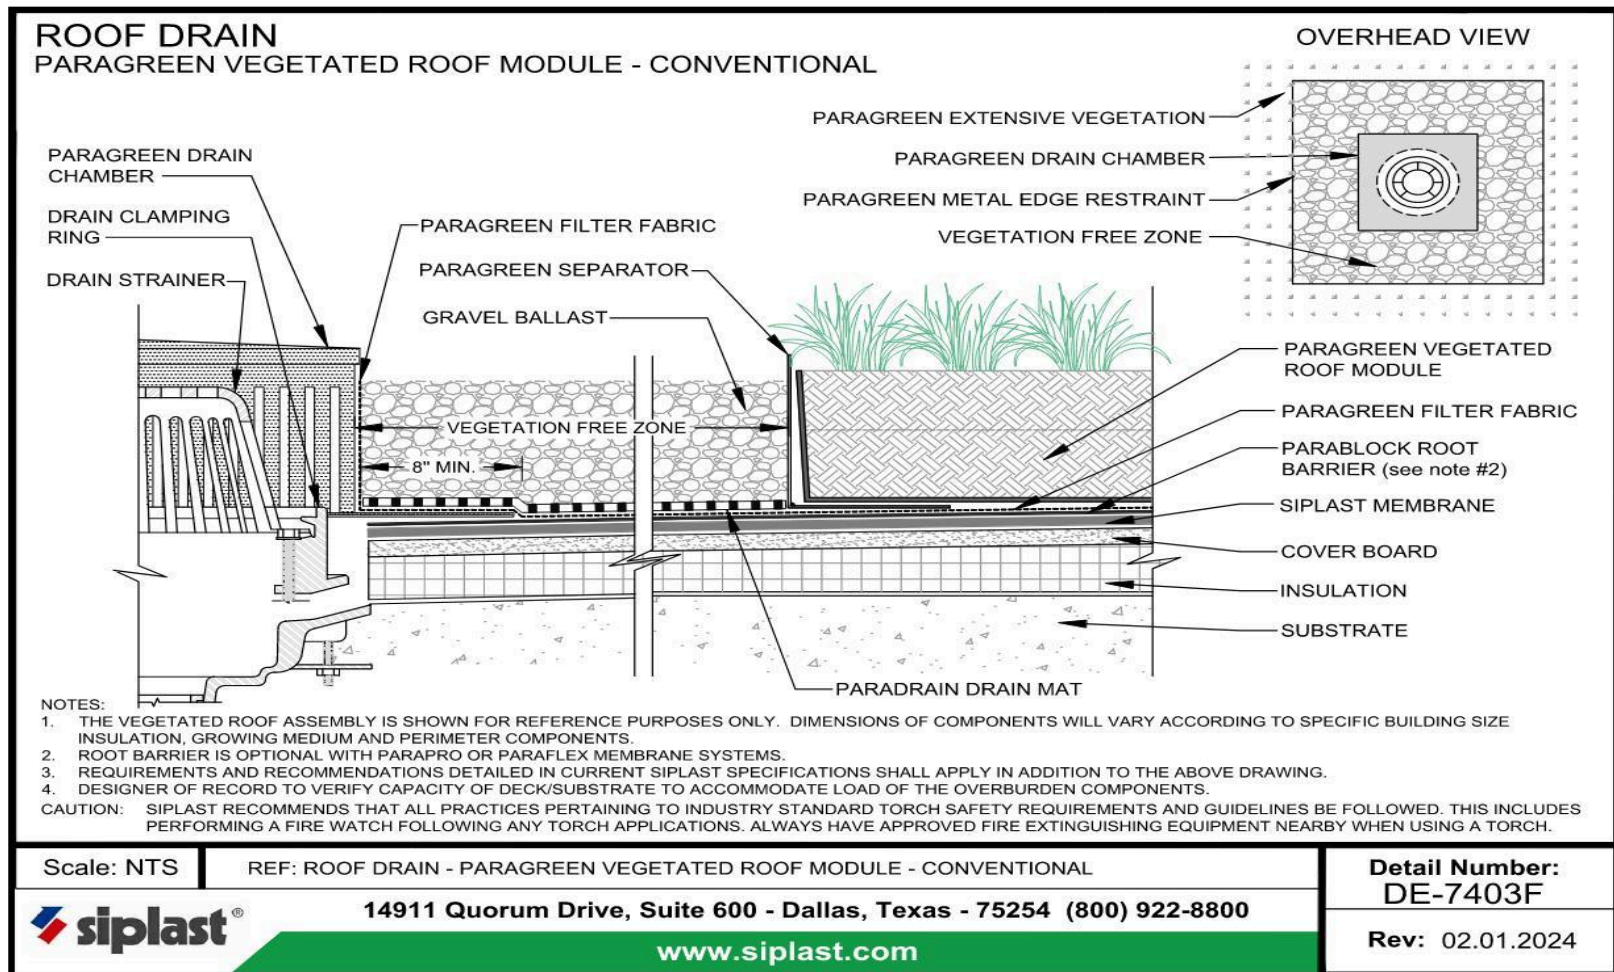 ROOF DRAIN
PARAGREEN VEGETATED ROOF MODULE - CONVENTIONAL
OVERHEAD VIEW
PARAGREEN EXTENSIVE VEGETATION
PARAGREEN DRAIN CHAMBER
PARAGREEN METAL EDGE RESTRAINT
VEGETATION FREE ZONE
PARAGREEN DRAIN
CHAMBER
DRAIN CLAMPING
RING
DRAIN STRAINER
PARAGREEN FILTER FABRIC
PARAGREEN SEPARATOR
GRAVEL BALLAST
VEGETATION FREE ZONE
8" MIN.
PARAGREEN VEGETATED
ROOF MODULE
PARAGREEN FILTER FABRIC
PARABLOCK ROOT
BARRIER (see note #2)
SIPLAST MEMBRANE
COVER BOARD
INSULATION
SUBSTRATE
PARADRAIN DRAIN MAT
NOTES:
1. THE VEGETATED ROOF ASSEMBLY IS SHOWN FOR REFERENCE PURPOSES ONLY. DIMENSIONS OF COMPONENTS WILL VARY ACCORDING TO SPECIFIC BUILDING SIZE
INSULATION, GROWING MEDIUM AND PERIMETER COMPONENTS.
2. ROOT BARRIER IS OPTIONAL WITH PARAPRO OR PARAFLEX MEMBRANE SYSTEMS.
3. REQUIREMENTS AND RECOMMENDATIONS DETAILED IN CURRENT SIPLAST SPECIFICATIONS SHALL APPLY IN ADDITION TO THE ABOVE DRAWING.
4. DESIGNER OF RECORD TO VERIFY CAPACITY OF DECK/SUBSTRATE TO ACCOMMODATE LOAD OF THE OVERBURDEN COMPONENTS.
CAUTION: SIPLAST RECOMMENDS THAT ALL PRACTICES PERTAINING TO INDUSTRY STANDARD TORCH SAFETY REQUIREMENTS AND GUIDELINES BE FOLLOWED. THIS INCLUDES
PERFORMING A FIRE WATCH FOLLOWING ANY TORCH APPLICATIONS. ALWAYS HAVE APPROVED FIRE EXTINGUISHING EQUIPMENT NEARBY WHEN USING A TORCH.
Scale: NTS
REF: ROOF DRAIN - PARAGREEN VEGETATED ROOF MODULE - CONVENTIONAL
Detail Number:
DE-7403F
siplast®
14911 Quorum Drive, Suite 600 - Dallas, Texas - 75254 (800) 922-8800
www.siplast.com
Rev: 02.01.2024